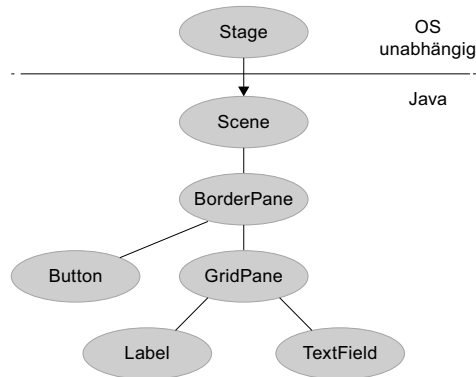 Stage
OS
unabhängig
Java
Scene
BorderPane
Button
GridPane
Label
TextField